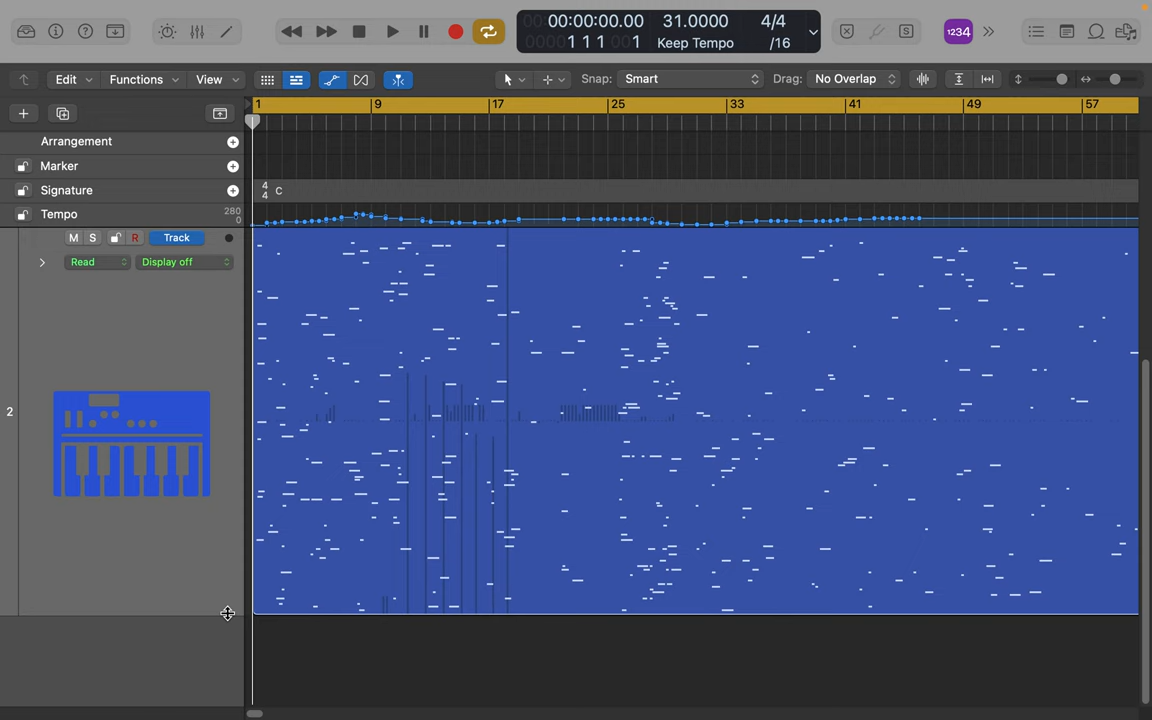 00:00:00.00 31.0000 4/4
1 1 1 1 Keep Tempo /16
1234
Edit Functions View Snap: Smart Drag: No Overlap
1 9 17 25 33 41 49 57
Arrangement
Marker
Signature 4 4 C
Tempo 280 0
M S R Track
Read Display off
2